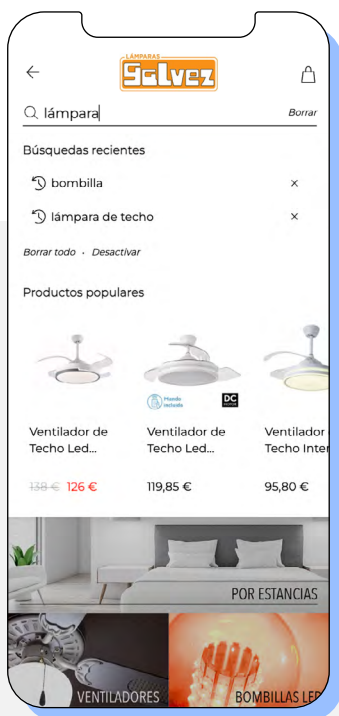 LÁMPARAS
Galvez
lámpara
Borrar
Búsquedas recientes
bombilla
×
lámpara de techo
×
Borrar todo · Desactivar
Productos populares
Mando
incluido
DC
Ventilador de
Techo Led...
138 € 126 €
Ventilador de
Techo Led...
119,85 €
Ventilador
Techo Inter
95,80 €
POR ESTANCIAS
VENTILADORES
BOMBILLAS LED